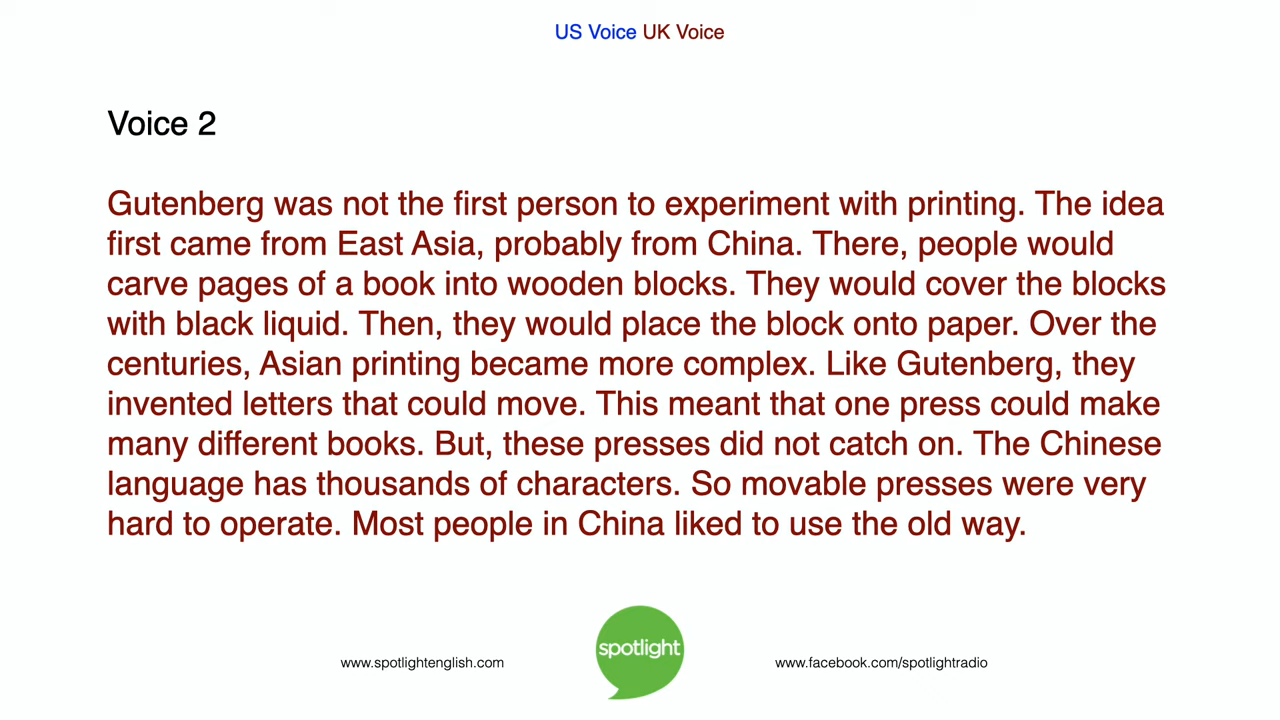 US Voice UK Voice
Voice 2
Gutenberg was not the first person to experiment with printing. The idea
first came from East Asia, probably from China. There, people would
carve pages of a book into wooden blocks. They would cover the blocks
with black liquid. Then, they would place the block onto paper. Over the
centuries, Asian printing became more complex. Like Gutenberg, they
invented letters that could move. This meant that one press could make
many different books. But, these presses did not catch on. The Chinese
language has thousands of characters. So movable presses were very
hard to operate. Most people in China liked to use the old way.
www.spotlightenglish.com
spotlight
www.facebook.com/spotlightradio